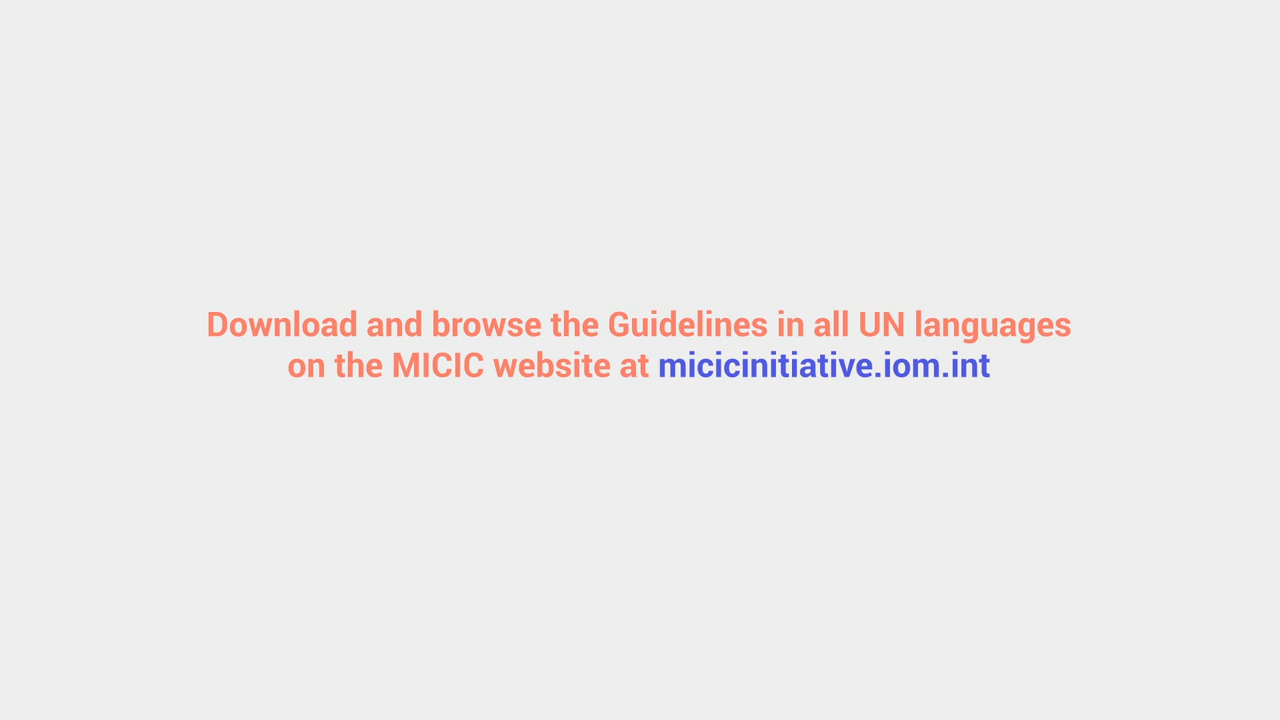 Download and browse the Guidelines in all UN languages
on the MICIC website at micicinitiative.iom.int